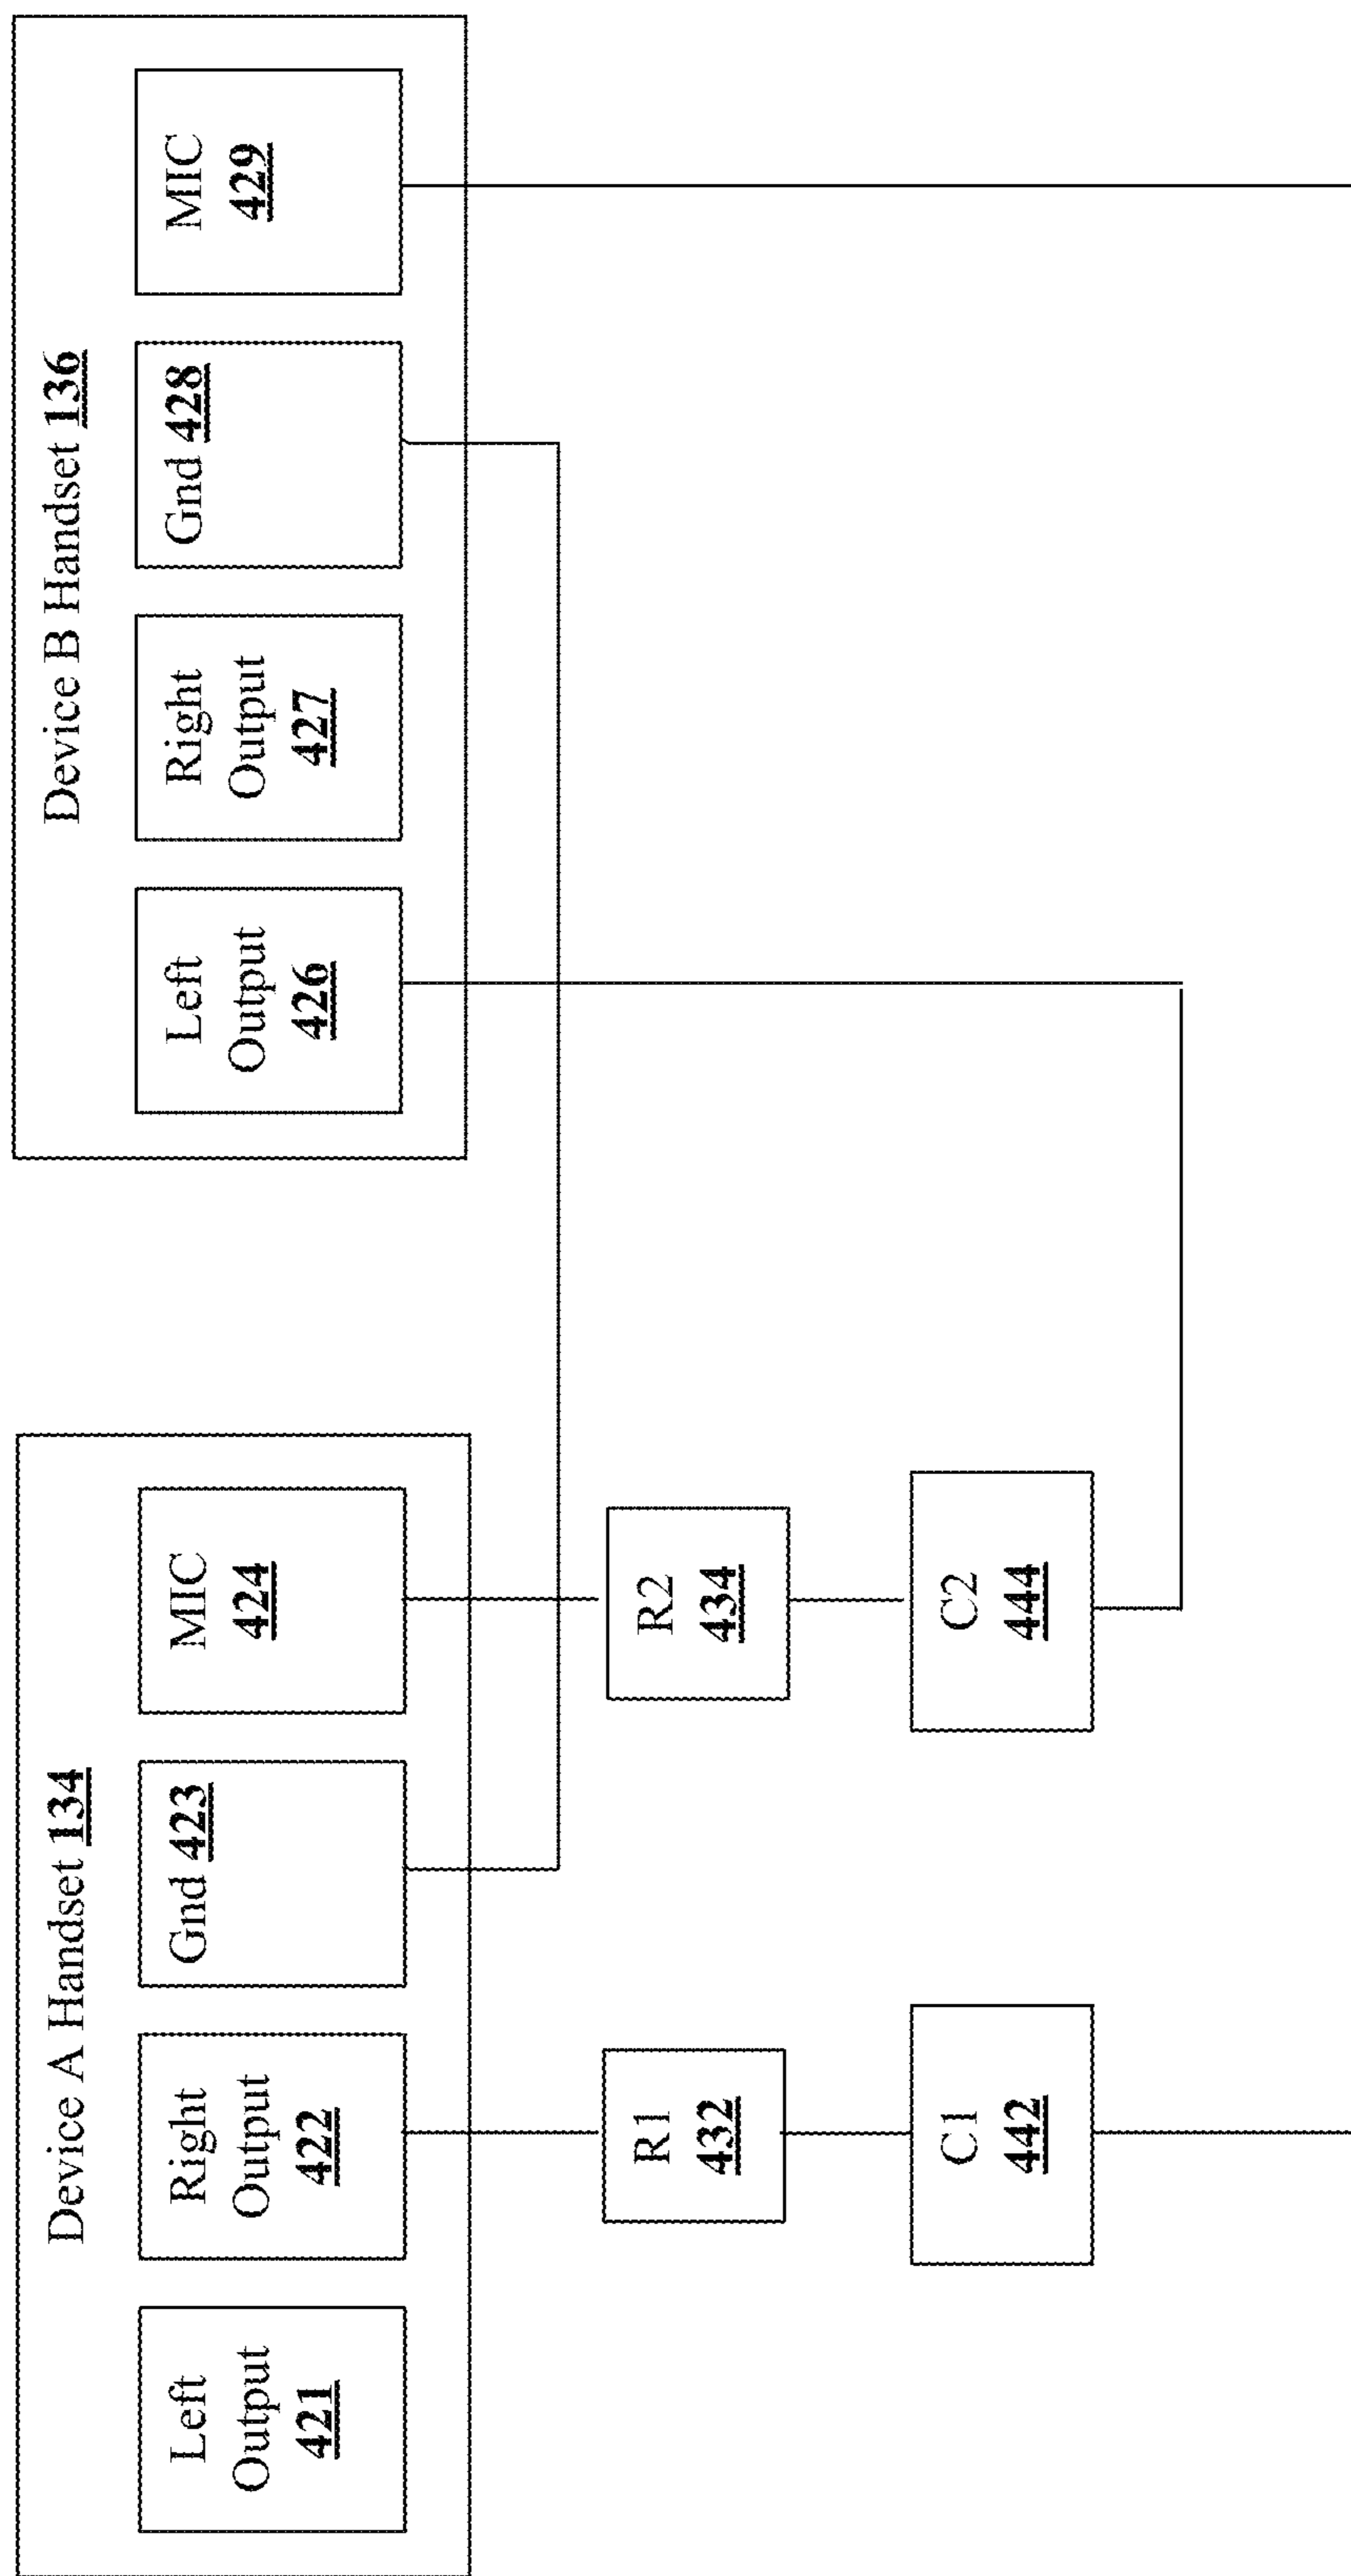 Device A Handset 134
Left
Output
421
Right
Output
422
Gnd 423
MIC
424
R1
432
R2
434
C1
442
C2
444
Device B Handset 136
Left
Output
426
Right
Output
427
Gnd 428
MIC
429